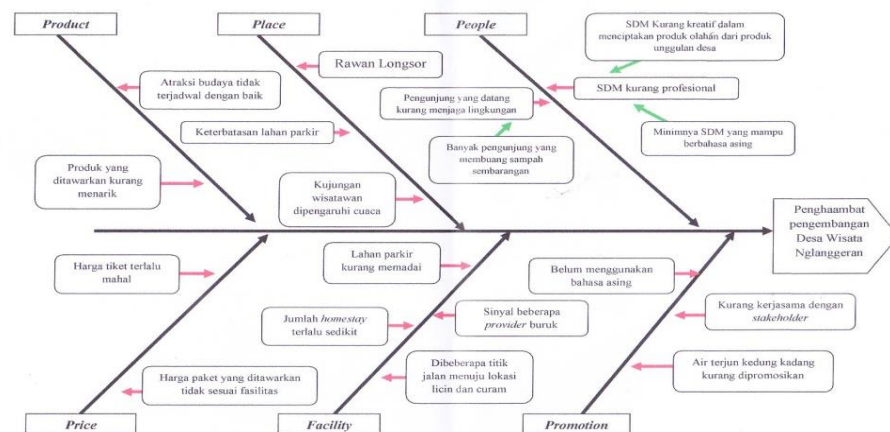 Product
Place
People
SDM Kurang kreatif dalam
menciptakan produk olahan dari produk
unggulan desa
Rawan Longsor
Atraksi budaya tidak
terjadwal dengan baik
Pengunjung yang datang
kurang menjaga lingkungan
SDM kurang profesional
Keterbatasan lahan parkir
Banyak pengunjung yang
membuang sampah
sembarangan
Minimnya SDM yang mampu
berbahasa asing
Produk yang
ditawarkan kurang
menarik
Kujungan
wisatawan
dipengaruhi cuaca
Penghaambat
pengembangan
Desa Wisata
Nglanggeran
Harga tiket terlalu
mahal
Lahan parkir
kurang memadai
Belum menggunakan
bahasa asing
Jumlah homestay
terlalu sedikit
Sinyal beberapa
provider buruk
Kurang kerjasama dengan
stakeholder
Harga paket yang ditawarkan
tidak sesuai fasilitas
Dibeberapa titik
jalan menuju lokasi
licin dan curam
Air terjun kedung kadang
kurang dipromosikan
Price
Facility
Promotion